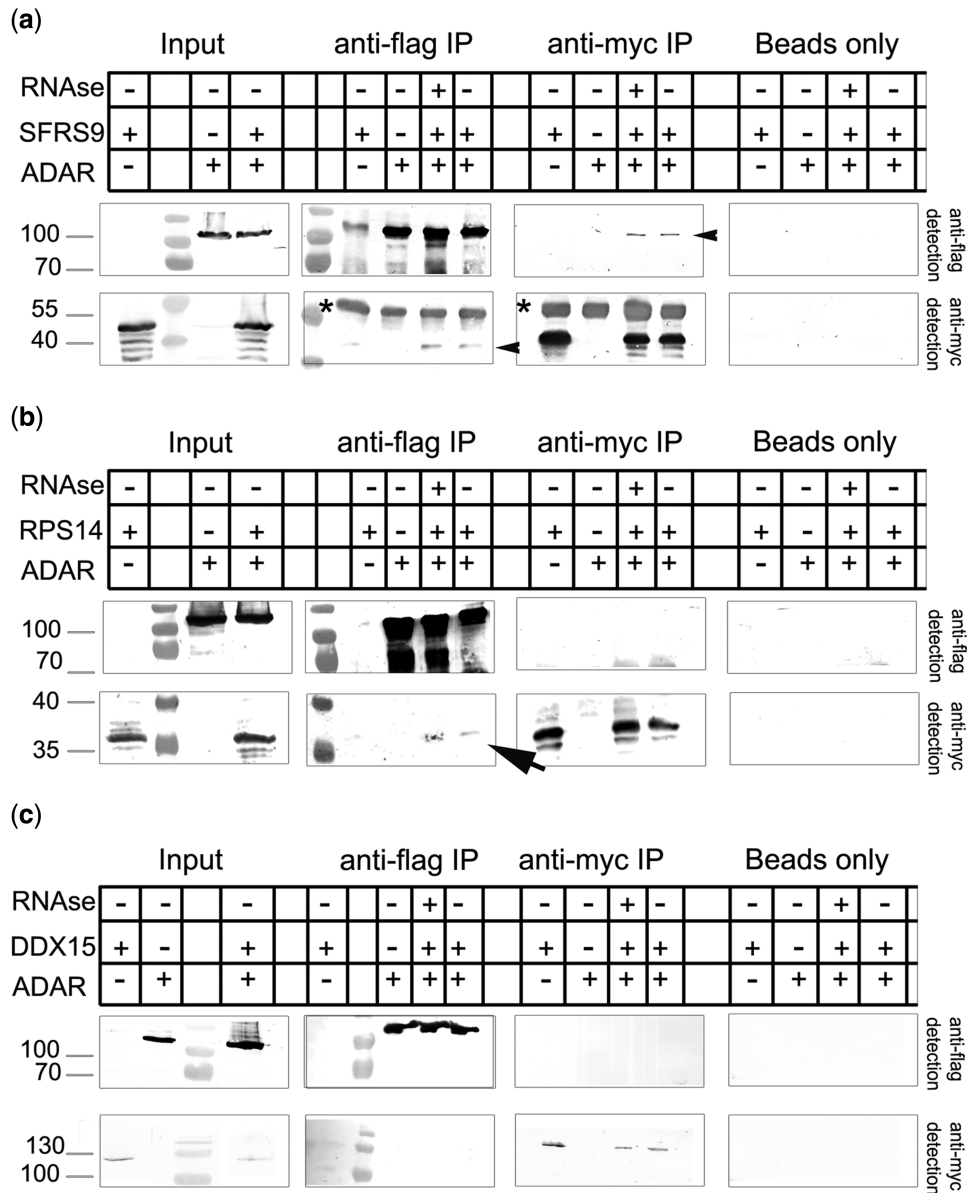 (a)
Input anti-flag IP anti-myc IP Beads only
RNAse - - - - - + - - - + - - - + -
SFRS9 + - + + - + + + - + + + - + +
ADAR - + + - + + + - + + + - + + +
100
70
anti-flag detection
55 * *
40
anti-myc detection
(b)
Input anti-flag IP anti-myc IP Beads only
RNAse - - - - - + - - - + - - - + -
RPS14 + - + + - + + + - + + + - + +
ADAR - + + - + + + - + + + - + + +
100
70
anti-flag detection
40
35
anti-myc detection
(c)
Input anti-flag IP anti-myc IP Beads only
RNAse - - - - - + - - - + - - - + -
DDX15 + - + + - + + + - + + + - + +
ADAR - + + - + + + - + + + - + + +
100
70
anti-flag detection
130
100
anti-myc detection